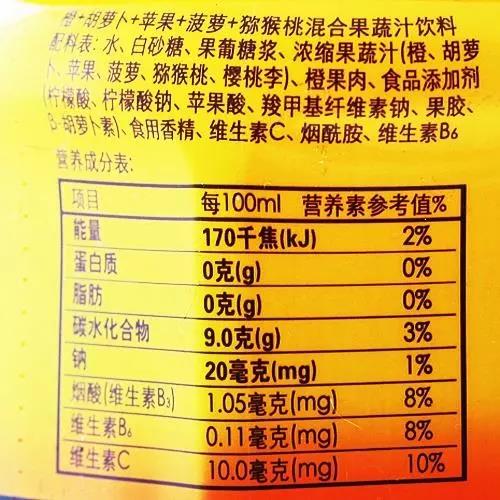 橙+胡萝卜+苹果+菠萝+猕猴桃混合果蔬汁饮料
配料表: 水、白砂糖、果葡糖浆、浓缩果蔬汁(橙、胡萝
卜、苹果、菠萝、猕猴桃、樱桃李)、橙果肉、食品添加剂
(柠檬酸、柠檬酸钠、苹果酸、羧甲基纤维素钠、果胶、
β-胡萝卜素)、食用香精、维生素C、烟酰胺、维生素B₆
营养成分表:
项目 每100ml 营养素参考值%
能量 170千焦(kJ) 2%
蛋白质 0克(g) 0%
脂肪 0克(g) 0%
碳水化合物 9.0克(g) 3%
钠 20毫克(mg) 1%
烟酸(维生素B₃) 1.05毫克(mg) 8%
维生素B₆ 0.11毫克(mg) 8%
维生素C 10.0毫克(mg) 10%